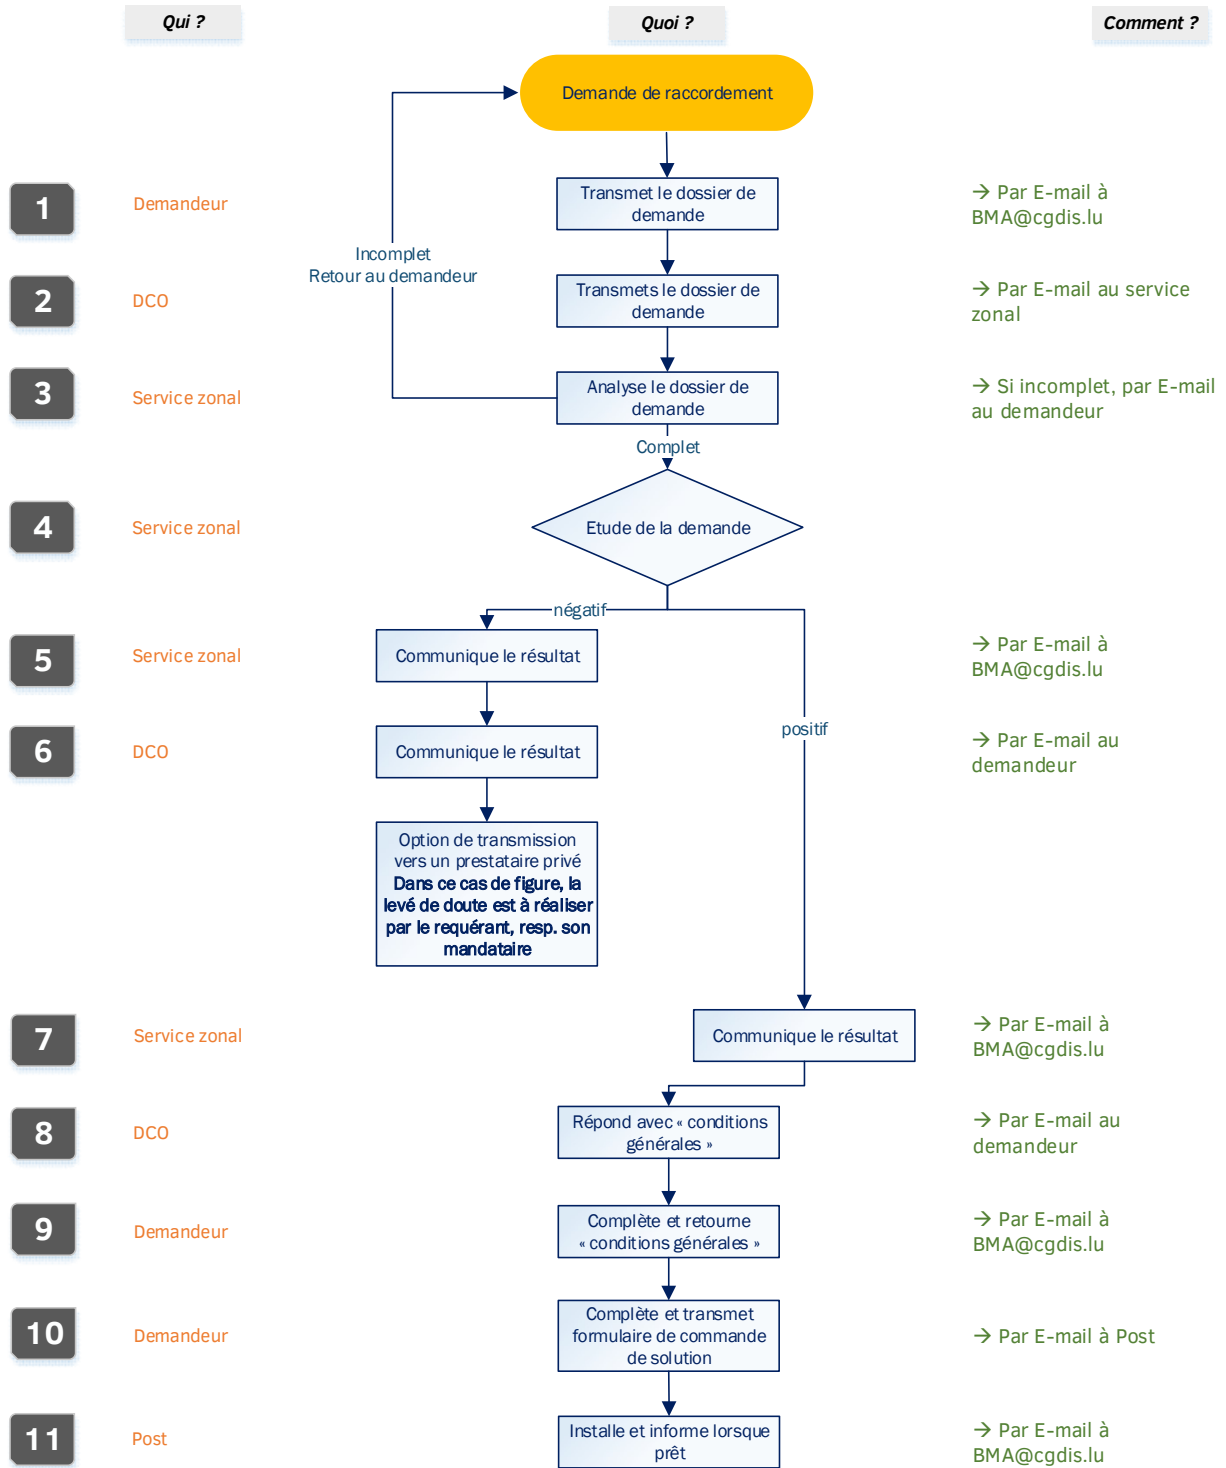 Qui ?
Quoi ?
Comment ?
Demande de raccordement
1
Demandeur
Transmet le dossier de
demande
→ Par E-mail à
BMA@cgdis.lu
Incomplet
Retour au demandeur
2
DCO
Transmets le dossier de
demande
→ Par E-mail au service
zonal
3
Service zonal
Analyse le dossier de
demande
→ Si incomplet, par E-mail
au demandeur
Complet
4
Service zonal
Etude de la demande
négatif
5
Service zonal
Communique le résultat
→ Par E-mail à
BMA@cgdis.lu
positif
6
DCO
Communique le résultat
→ Par E-mail au
demandeur
Option de transmission
vers un prestataire privé
Dans ce cas de figure, la
levé de doute est à réaliser
par le requérant, resp. son
mandataire
7
Service zonal
Communique le résultat
→ Par E-mail à
BMA@cgdis.lu
8
DCO
Répond avec « conditions
générales »
→ Par E-mail au
demandeur
9
Demandeur
Complète et retourne
« conditions générales »
→ Par E-mail à
BMA@cgdis.lu
10
Demandeur
Complète et transmet
formulaire de commande
de solution
→ Par E-mail à Post
11
Post
Installe et informe lorsque
prêt
→ Par E-mail à
BMA@cgdis.lu